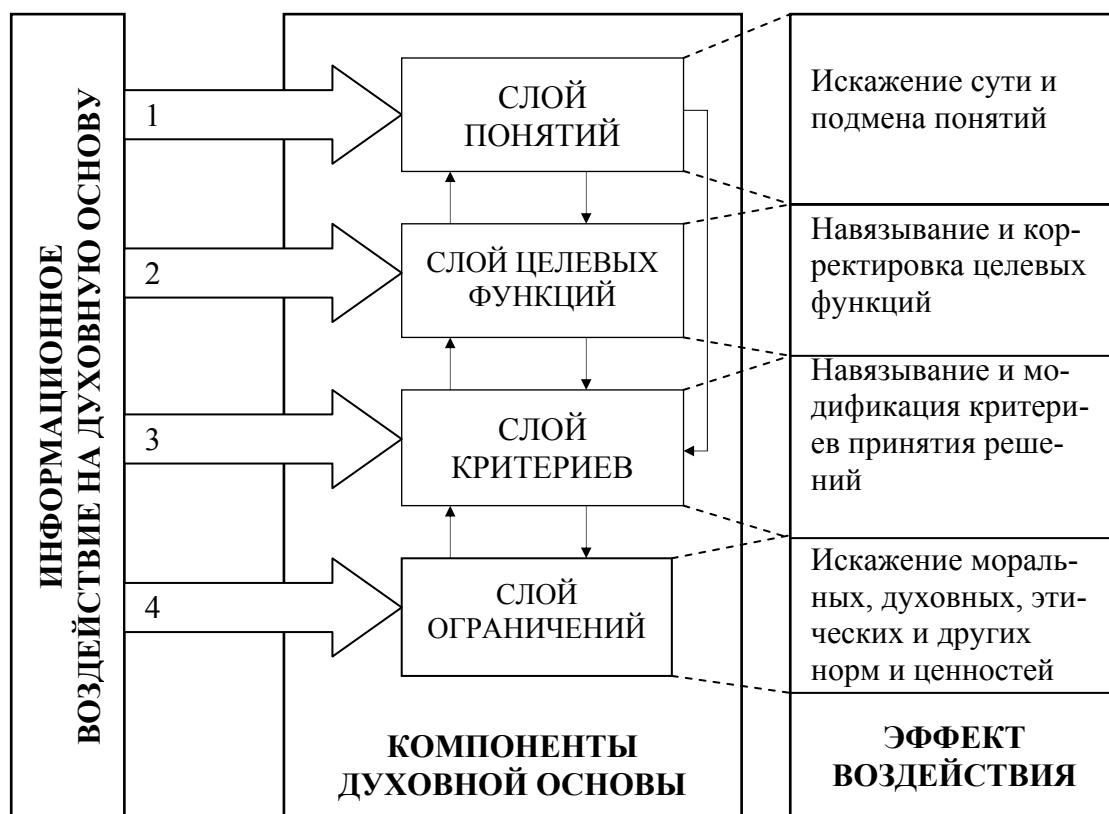 ИНФОРМАЦИОННОЕ
ВОЗДЕЙСТВИЕ НА ДУХОВНУЮ ОСНОВУ
1
2
3
4
СЛОЙ
ПОНЯТИЙ
СЛОЙ ЦЕЛЕВЫХ
ФУНКЦИЙ
СЛОЙ
КРИТЕРИЕВ
СЛОЙ
ОГРАНИЧЕНИЙ
КОМПОНЕНТЫ
ДУХОВНОЙ ОСНОВЫ
Искажение сути и
подмена понятий
Навязывание и кор-
ректировка целевых
функций
Навязывание и мо-
дификация критери-
ев принятия реше-
ний
Искажение мораль-
ных, духовных, эти-
ческих и других
норм и ценностей
ЭФФЕКТ
ВОЗДЕЙСТВИЯ